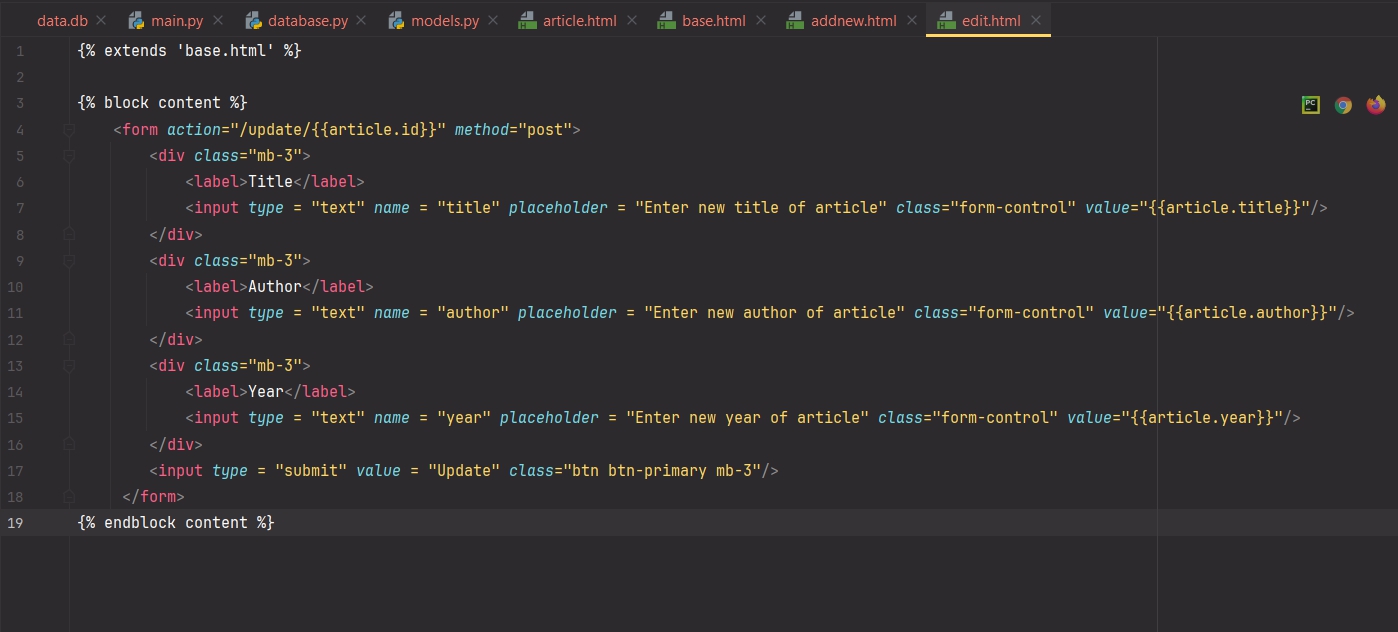 data.db main.py database.py models.py article.html base.html addnew.html edit.html
1 {% extends 'base.html' %}
2
3 {% block content %}
4 <form action="/update/{{article.id}}" method="post">
5 <div class="mb-3">
6 <label>Title</label>
7 <input type = "text" name = "title" placeholder = "Enter new title of article" class="form-control" value="{{article.title}}"/>
8 </div>
9 <div class="mb-3">
10 <label>Author</label>
11 <input type = "text" name = "author" placeholder = "Enter new author of article" class="form-control" value="{{article.author}}"/>
12 </div>
13 <div class="mb-3">
14 <label>Year</label>
15 <input type = "text" name = "year" placeholder = "Enter new year of article" class="form-control" value="{{article.year}}"/>
16 </div>
17 <input type = "submit" value = "Update" class="btn btn-primary mb-3"/>
18 </form>
19 {% endblock content %}
PC